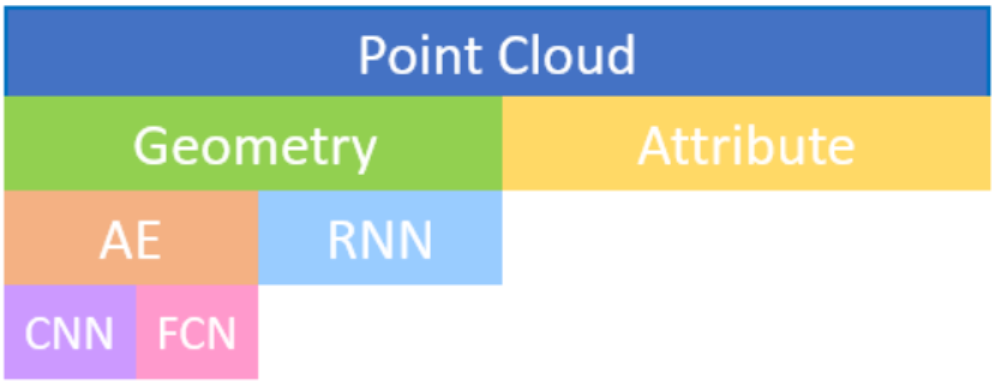 Point Cloud
Geometry Attribute
AE RNN
CNN FCN